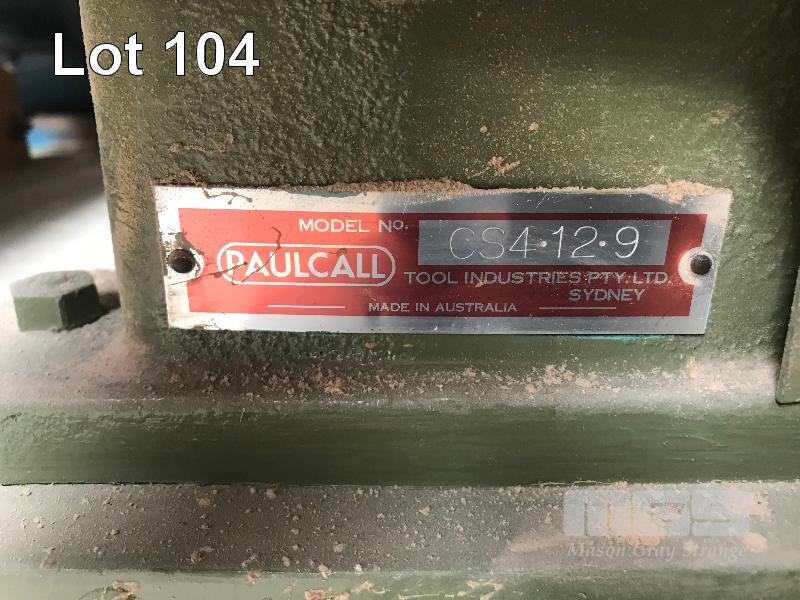 Lot 104
MODEL No. CS4·12·9
PAULCALL TOOL INDUSTRIES PTY. LTD.
SYDNEY
MADE IN AUSTRALIA
MGS
Mason Gray Strange